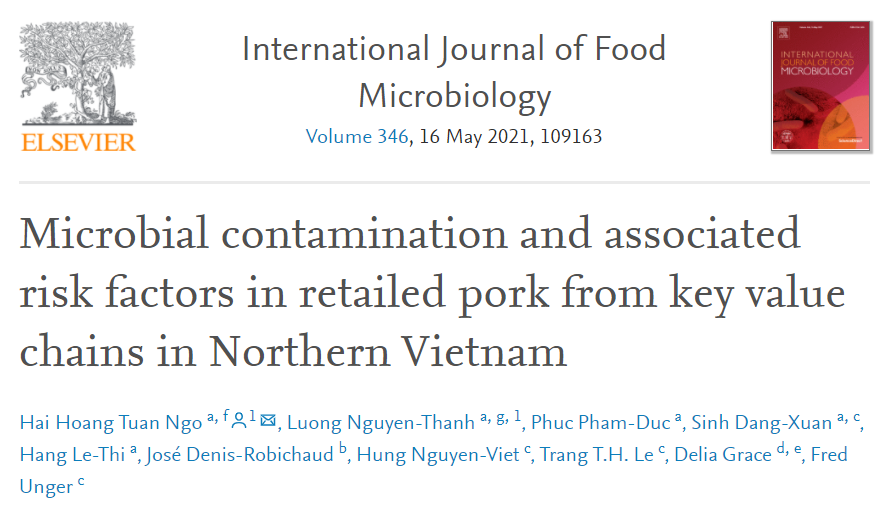 International Journal of Food
Microbiology
Volume 346, 16 May 2021, 109163
ELSEVIER
INTERNATIONAL
JOURNAL OF FOOD
MICROBIOLOGY
Microbial contamination and associated
risk factors in retailed pork from key value
chains in Northern Vietnam
Hai Hoang Tuan Ngo a, f 1, Luong Nguyen-Thanh a, g, 1, Phuc Pham-Duc a, Sinh Dang-Xuan a, c,
Hang Le-Thi a, José Denis-Robichaud b, Hung Nguyen-Viet c, Trang T.H. Le c, Delia Grace d, e, Fred
Unger c